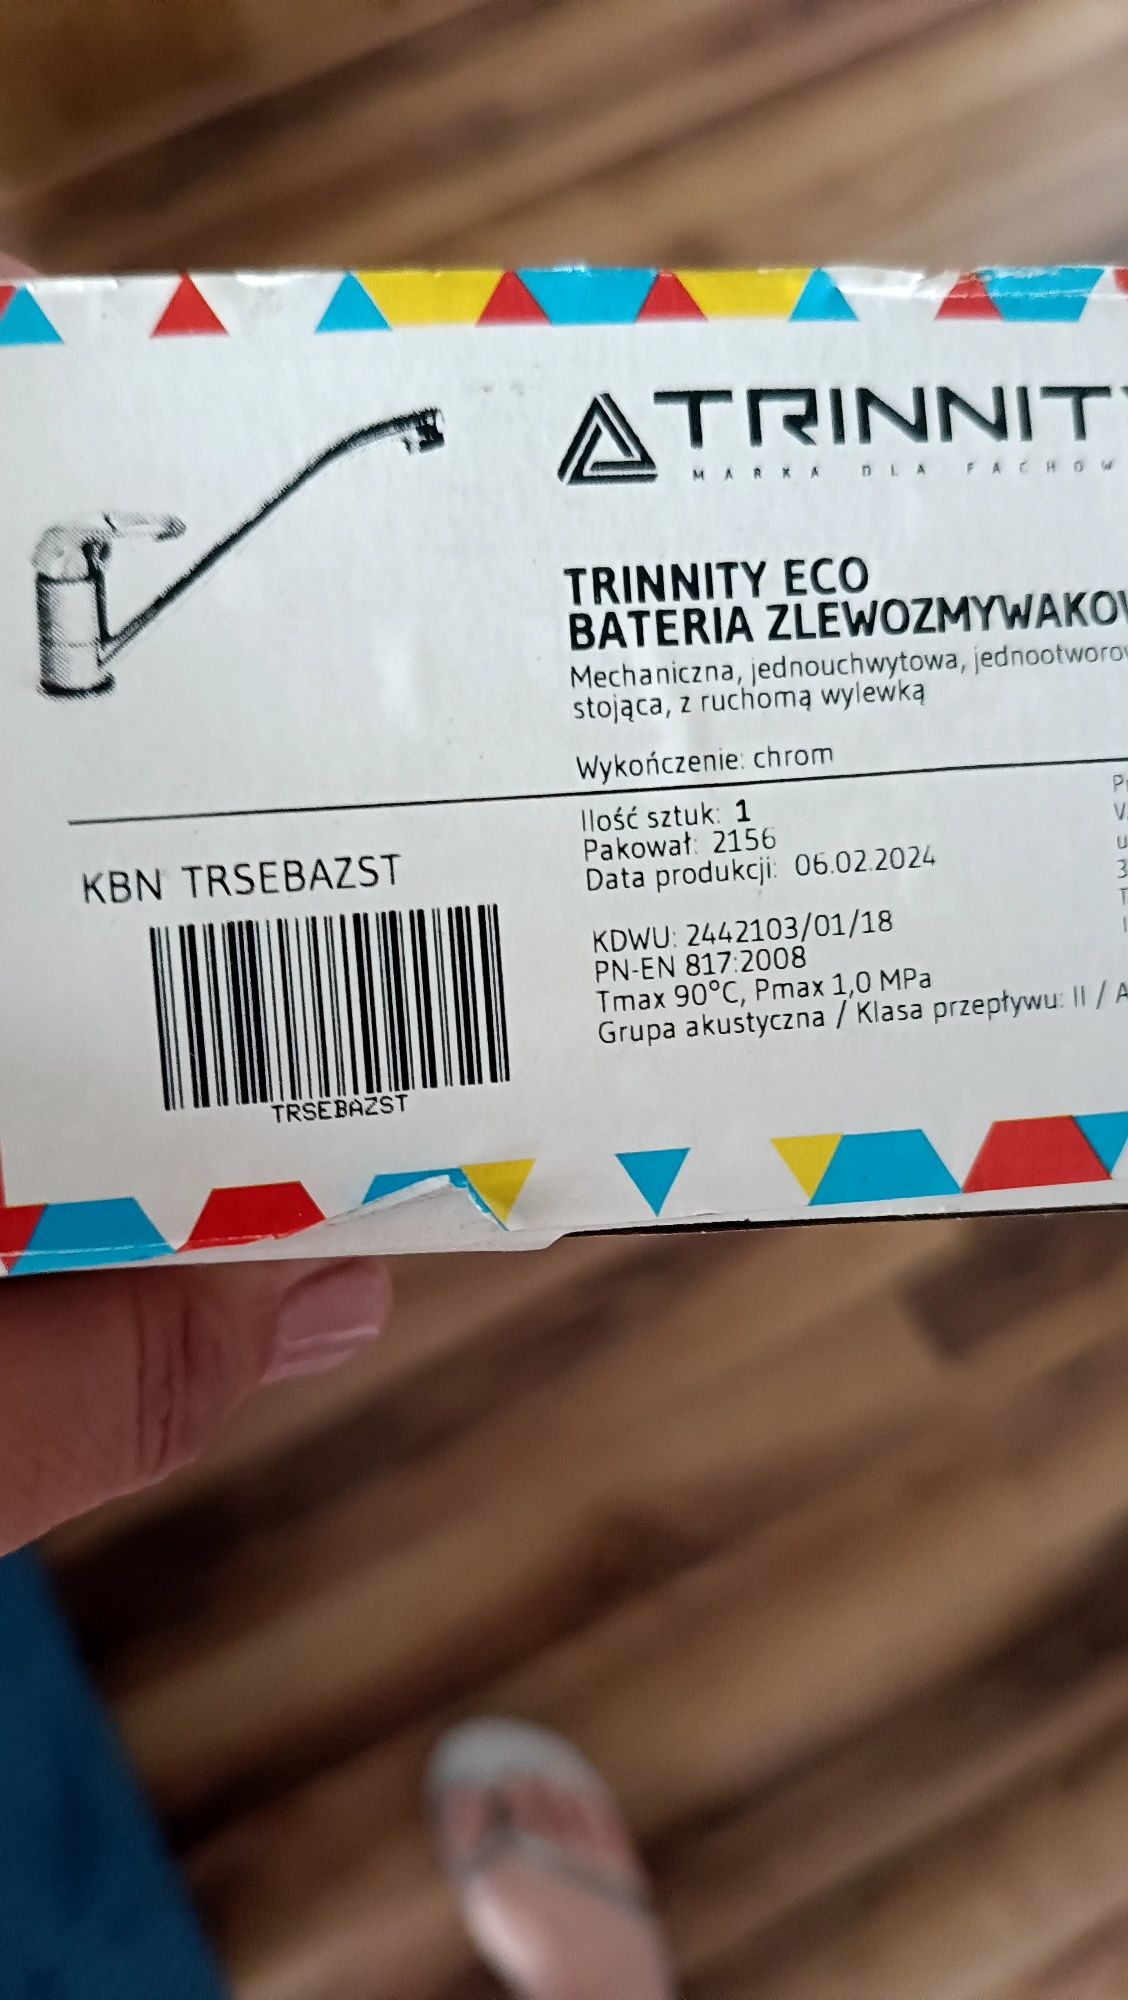 TRINNITY
MARKA DLA FACHOW
TRINNITY ECO
BATERIA ZLEWOZMYWAKOW
Mechaniczna, jednouchwytowa, jednootworow
stojąca, z ruchomą wylewką
Wykończenie: chrom
KBN TRSEBAZST
TRSEBAZST
Ilość sztuk: 1
Pakował: 2156
Data produkcji: 06.02.2024
KDWU: 2442103/01/18
PN-EN 817:2008
Tmax 90°C, Pmax 1,0 MPa
Grupa akustyczna / Klasa przepływu: II / A